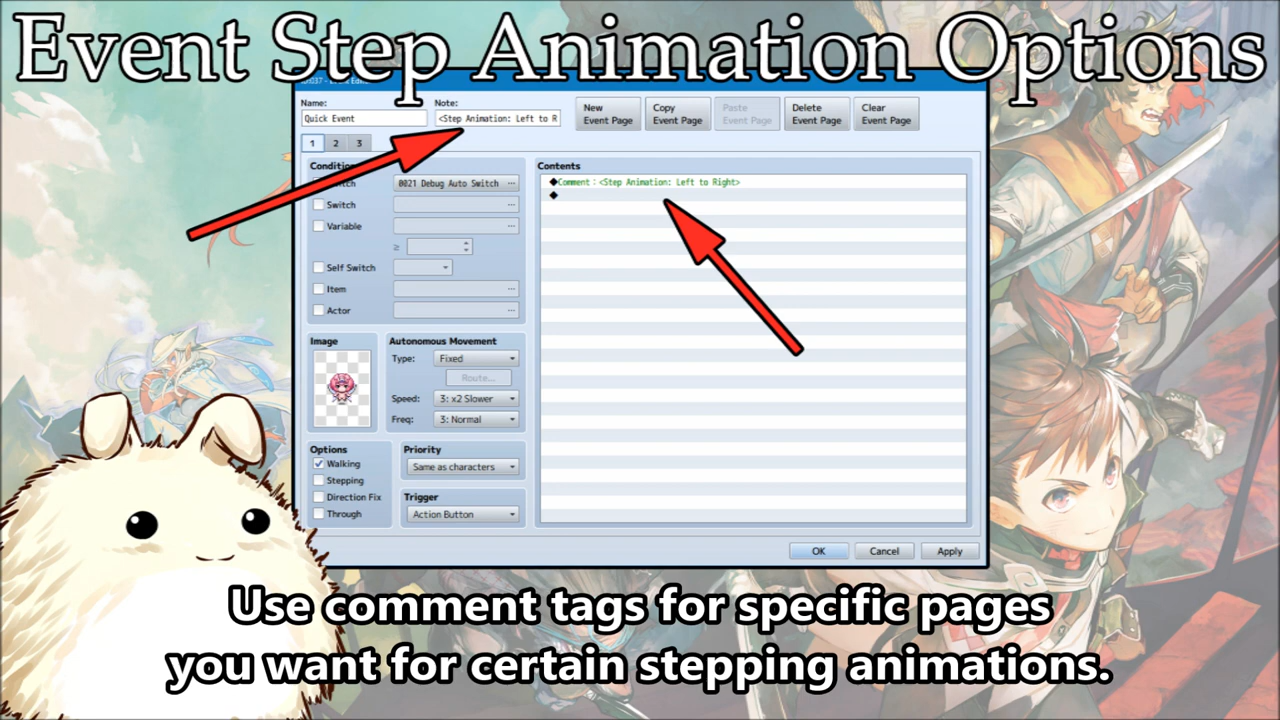 Event Step Animation Options
Name:
Note:
Quick Event
<Step Animation: Left to R
New
Event Page
Copy
Event Page
Paste
Event Page
Delete
Event Page
Clear
Event Page
1 2 3
Contents
0021 Debug Auto Switch ...
◆Comment：<Step Animation: Left to Right>
◆
Switch ...
Variable ...
≥
Self Switch
Item ...
Actor ...
Image
Autonomous Movement
Type: Fixed
Route...
Speed: 3: x2 Slower
Freq: 3: Normal
Options
Walking
Stepping
Direction Fix
Through
Priority
Same as characters
Trigger
Action Button
OK Cancel Apply
Use comment tags for specific pages
you want for certain stepping animations.